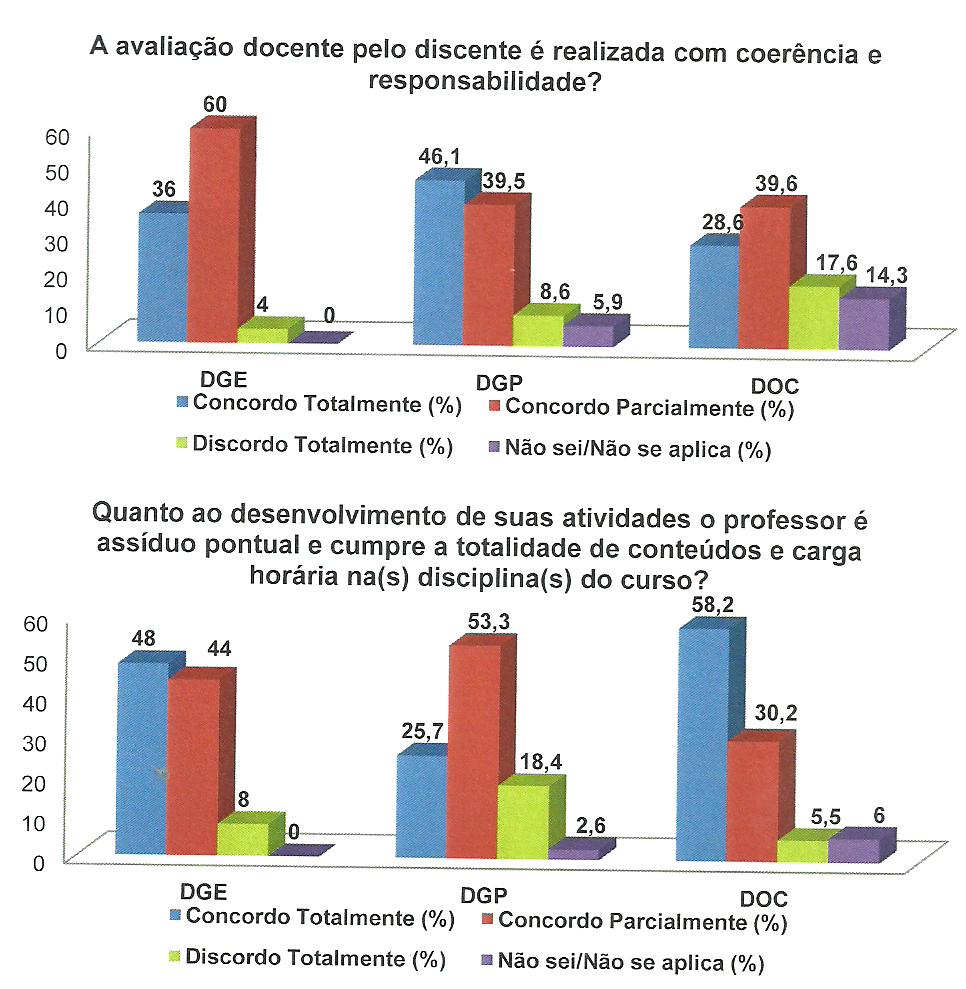 A avaliação docente pelo discente é realizada com coerência e
responsabilidade?
60
50
40
30
20
10
0
36
60
4
0
46,1
39,5
8,6
5,9
28,6
39,6
17,6
14,3
DGE
DGP
DOC
Concordo Totalmente (%)
Concordo Parcialmente (%)
Discordo Totalmente (%)
Não sei/Não se aplica (%)
Quanto ao desenvolvimento de suas atividades o professor é
assíduo pontual e cumpre a totalidade de conteúdos e carga
horária na(s) disciplina(s) do curso?
60
50
40
30
20
10
0
48
44
8
0
25,7
53,3
18,4
2,6
58,2
30,2
5,5
6
DGE
DGP
DOC
Concordo Totalmente (%)
Concordo Parcialmente (%)
Discordo Totalmente (%)
Não sei/Não se aplica (%)